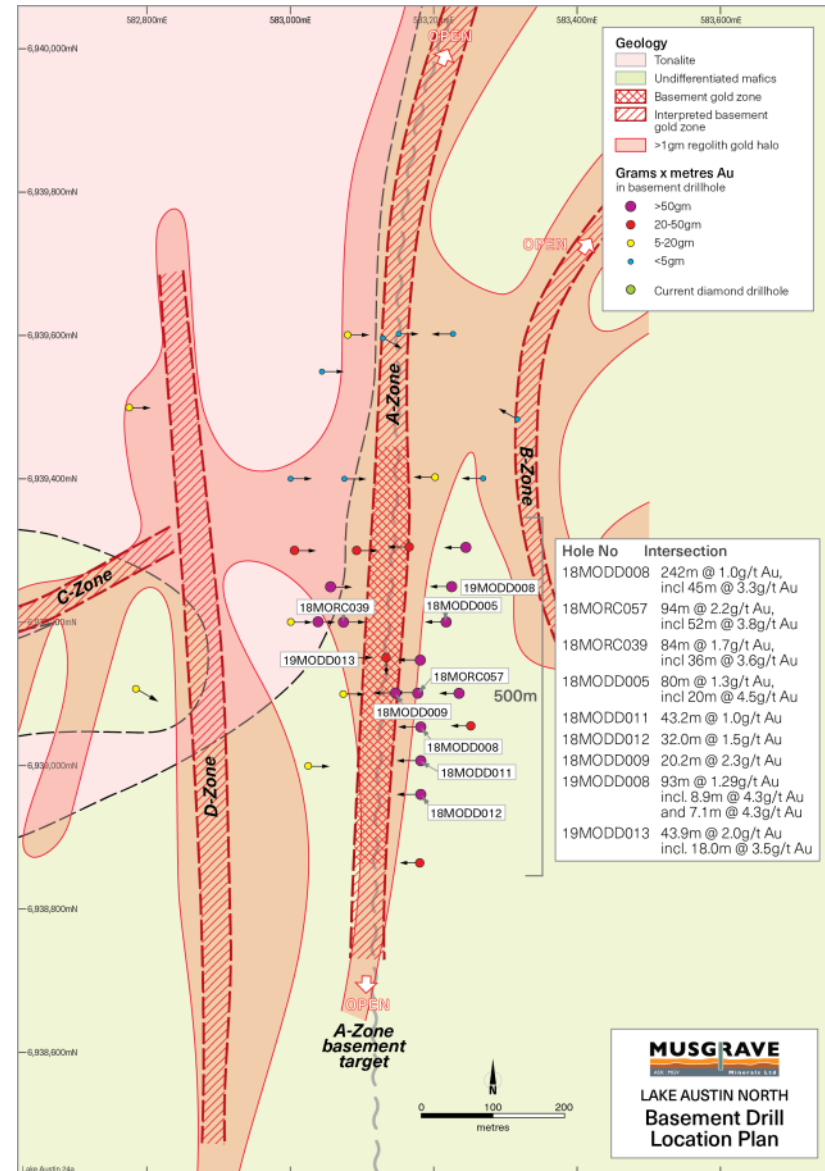 582,800mE
583,000mE
583,200mE
583,400mE
583,600mE
6,940,000mN
OPEN
Geology
Tonalite
Undifferentiated mafics
Basement gold zone
Interpreted basement
gold zone
>1gm regolith gold halo
Grams x metres Au
in basement drillhole
>50gm
20-50gm
5-20gm
<5gm
Current diamond drillhole
6,939,800mN
OPEN
6,939,600mN
A-Zone
B-Zone
6,939,400mN
C-Zone
18MORC039
19MODD008
18MODD005
19MODD013
18MORC057
18MODD009
500m
18MODD008
18MODD011
18MODD012
D-Zone
Hole No Intersection
18MODD008 242m @ 1.0g/t Au,
incl 45m @ 3.3g/t Au
18MORC057 94m @ 2.2g/t Au,
incl 52m @ 3.8g/t Au
18MORC039 84m @ 1.7g/t Au,
incl 36m @ 3.6g/t Au
18MODD005 80m @ 1.3g/t Au,
incl 20m @ 4.5g/t Au
18MODD011 43.2m @ 1.0g/t Au
18MODD012 32.0m @ 1.5g/t Au
18MODD009 20.2m @ 2.3g/t Au
19MODD008 93m @ 1.29g/t Au
incl. 8.9m @ 4.3g/t Au
and 7.1m @ 4.3g/t Au
19MODD013 43.9m @ 2.0g/t Au
incl. 18.0m @ 3.5g/t Au
6,939,000mN
6,938,800mN
OPEN
A-Zone
basement
target
6,938,600mN
N
0 100 200
metres
MUSGRAVE
ASX: MGV Minerals Ltd
LAKE AUSTIN NORTH
Basement Drill
Location Plan
Lake Austin 24a